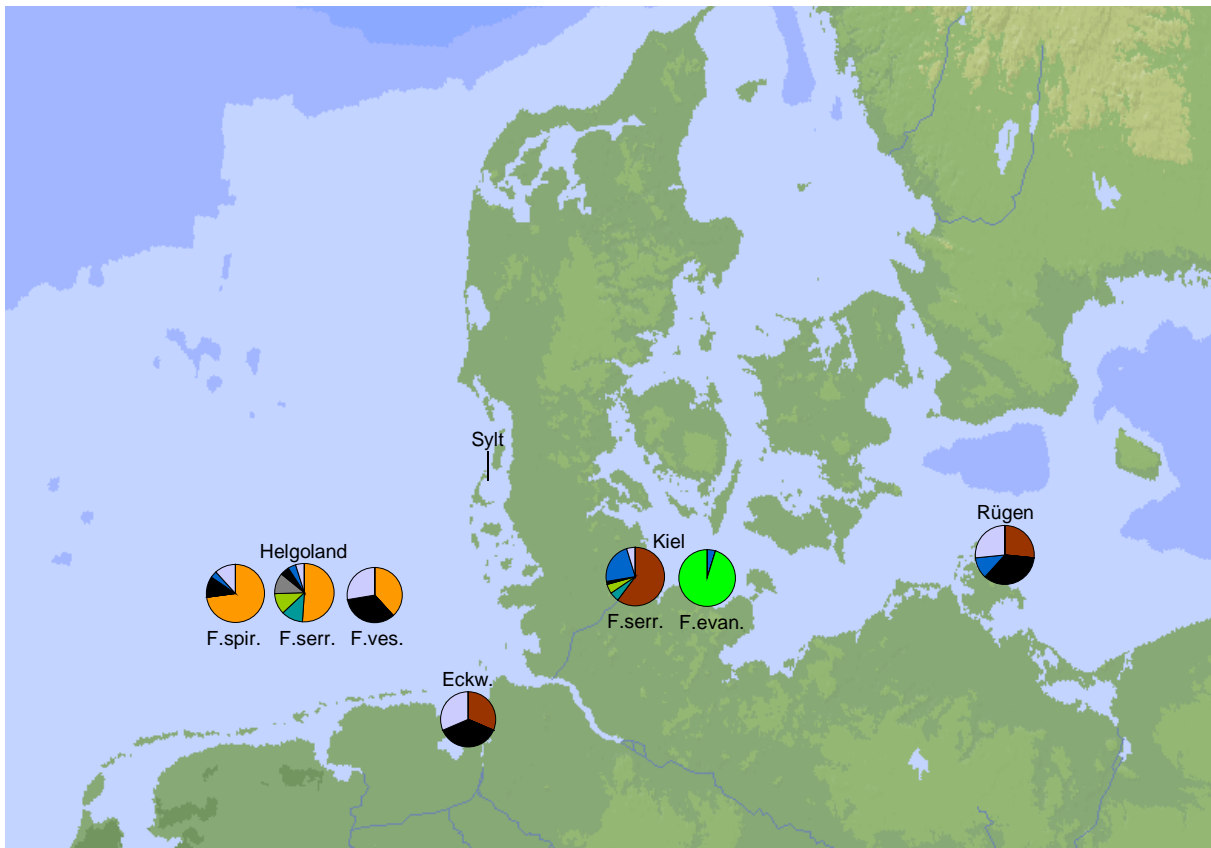 Sylt
Rügen
Helgoland
Kiel
F.spir.
F.serr.
F.ves.
F.serr.
F.evan.
Eckw.